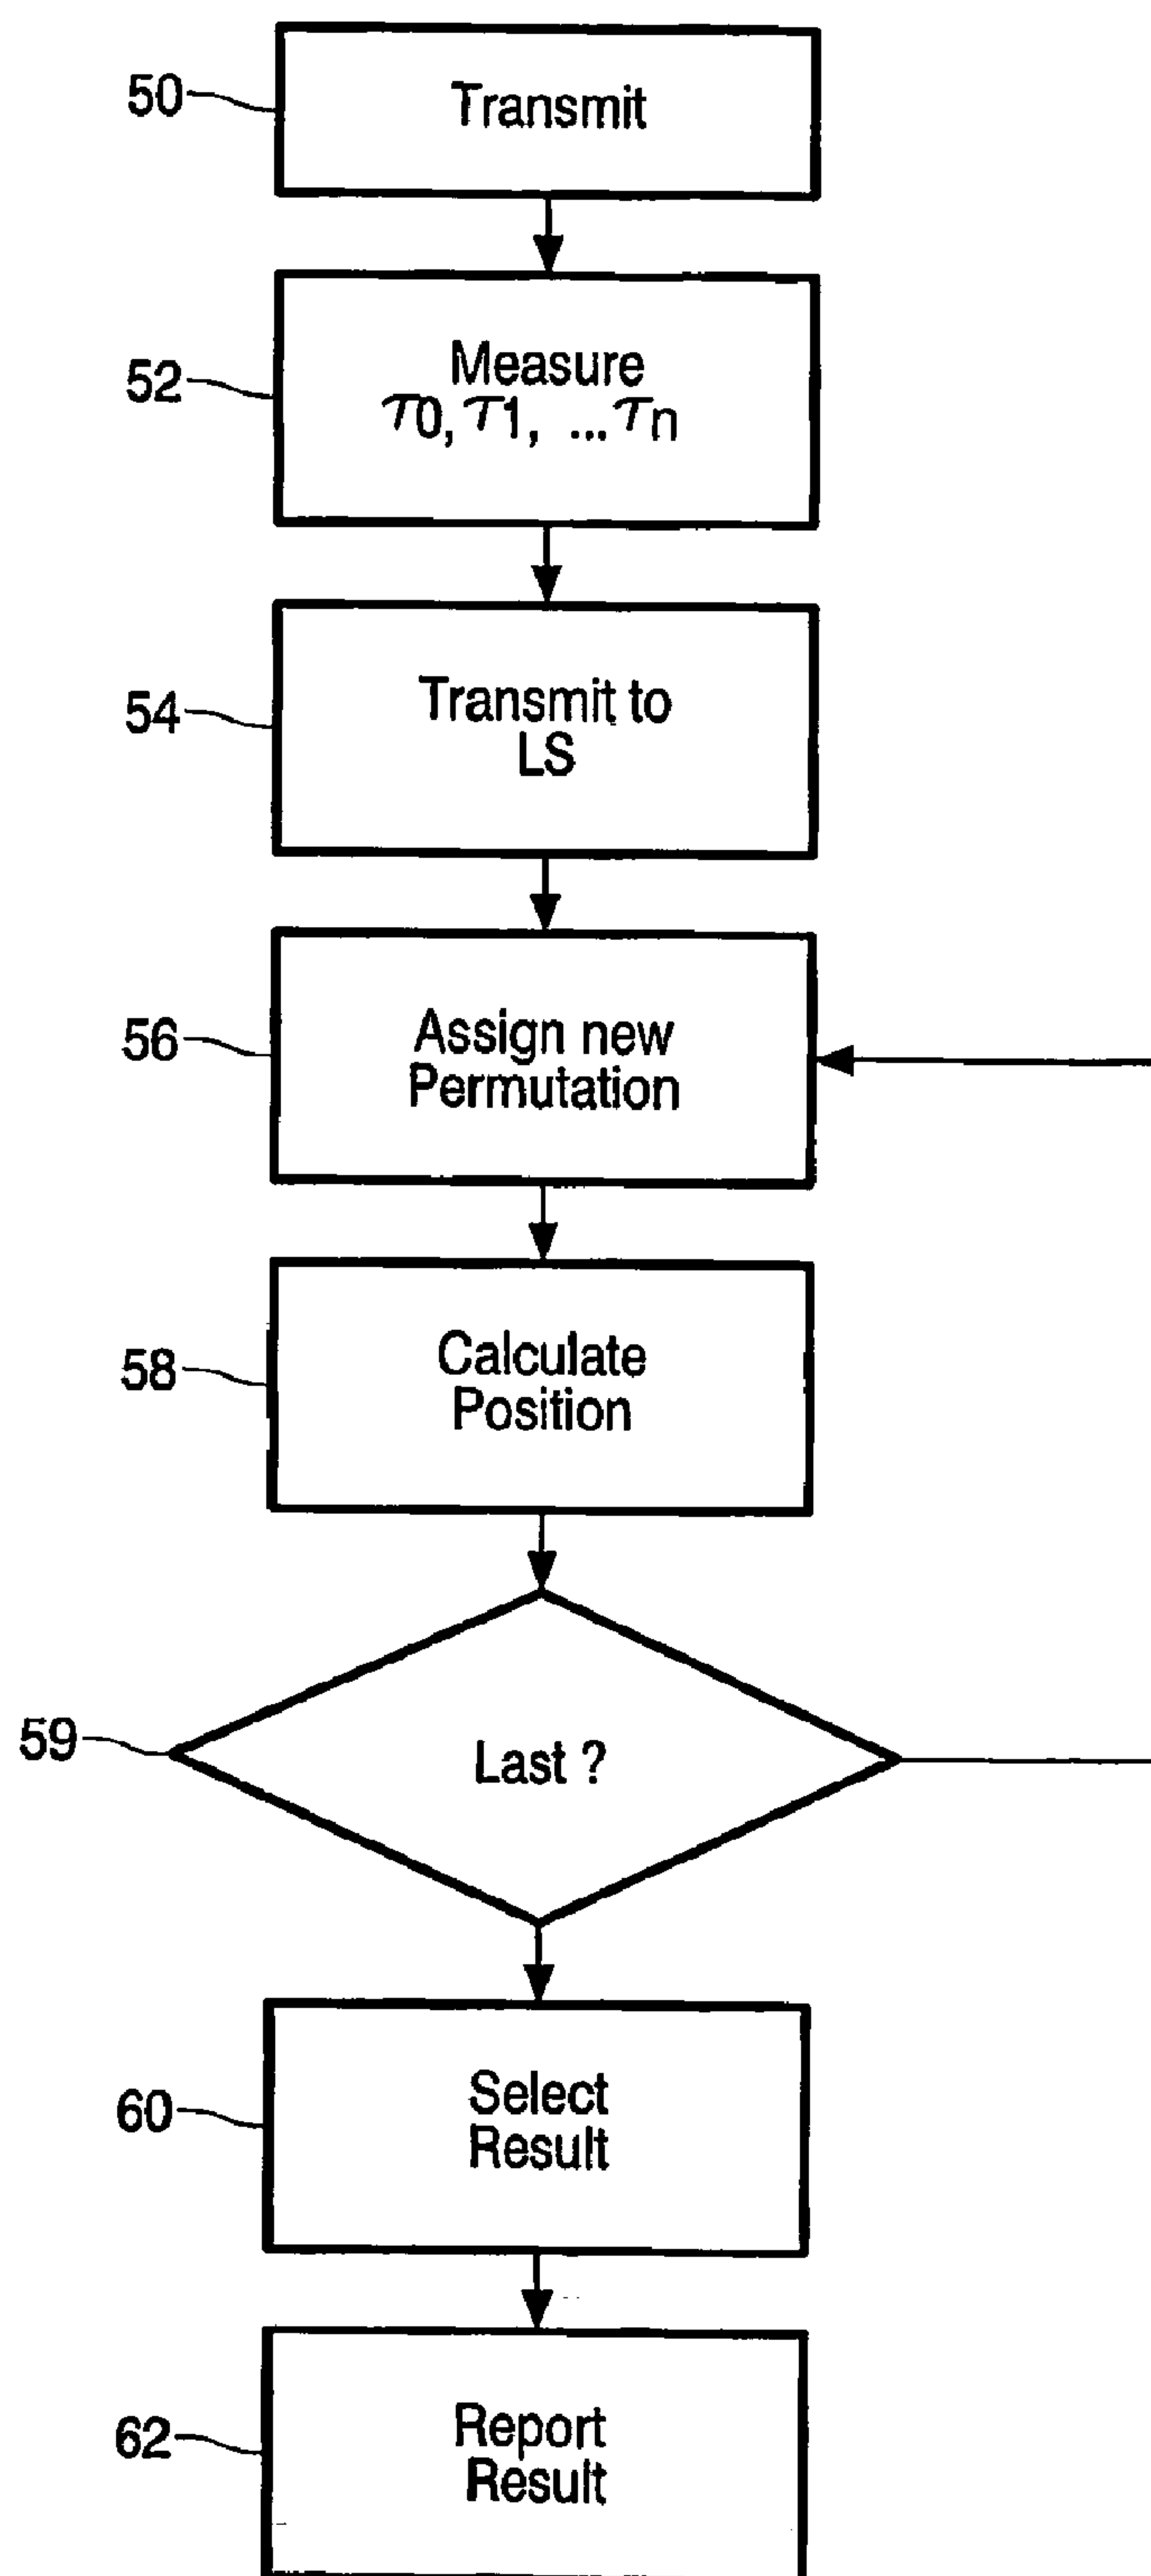 50
Transmit
52
Measure
τ0, τ1, ...τn
54
Transmit to
LS
56
Assign new
Permutation
58
Calculate
Position
59
Last ?
60
Select
Result
62
Report
Result